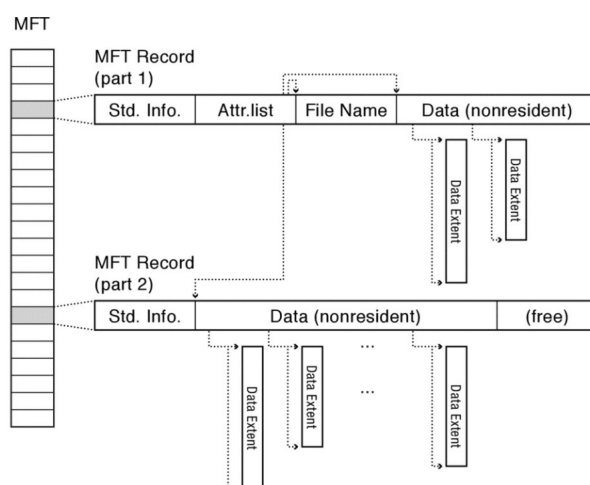 MFT
MFT Record
(part 1)
Std. Info.
Attr.list
File Name
Data (nonresident)
Data Extent
Data Extent
MFT Record
(part 2)
Std. Info.
Data (nonresident)
(free)
Data Extent
Data Extent
...
...
Data Extent